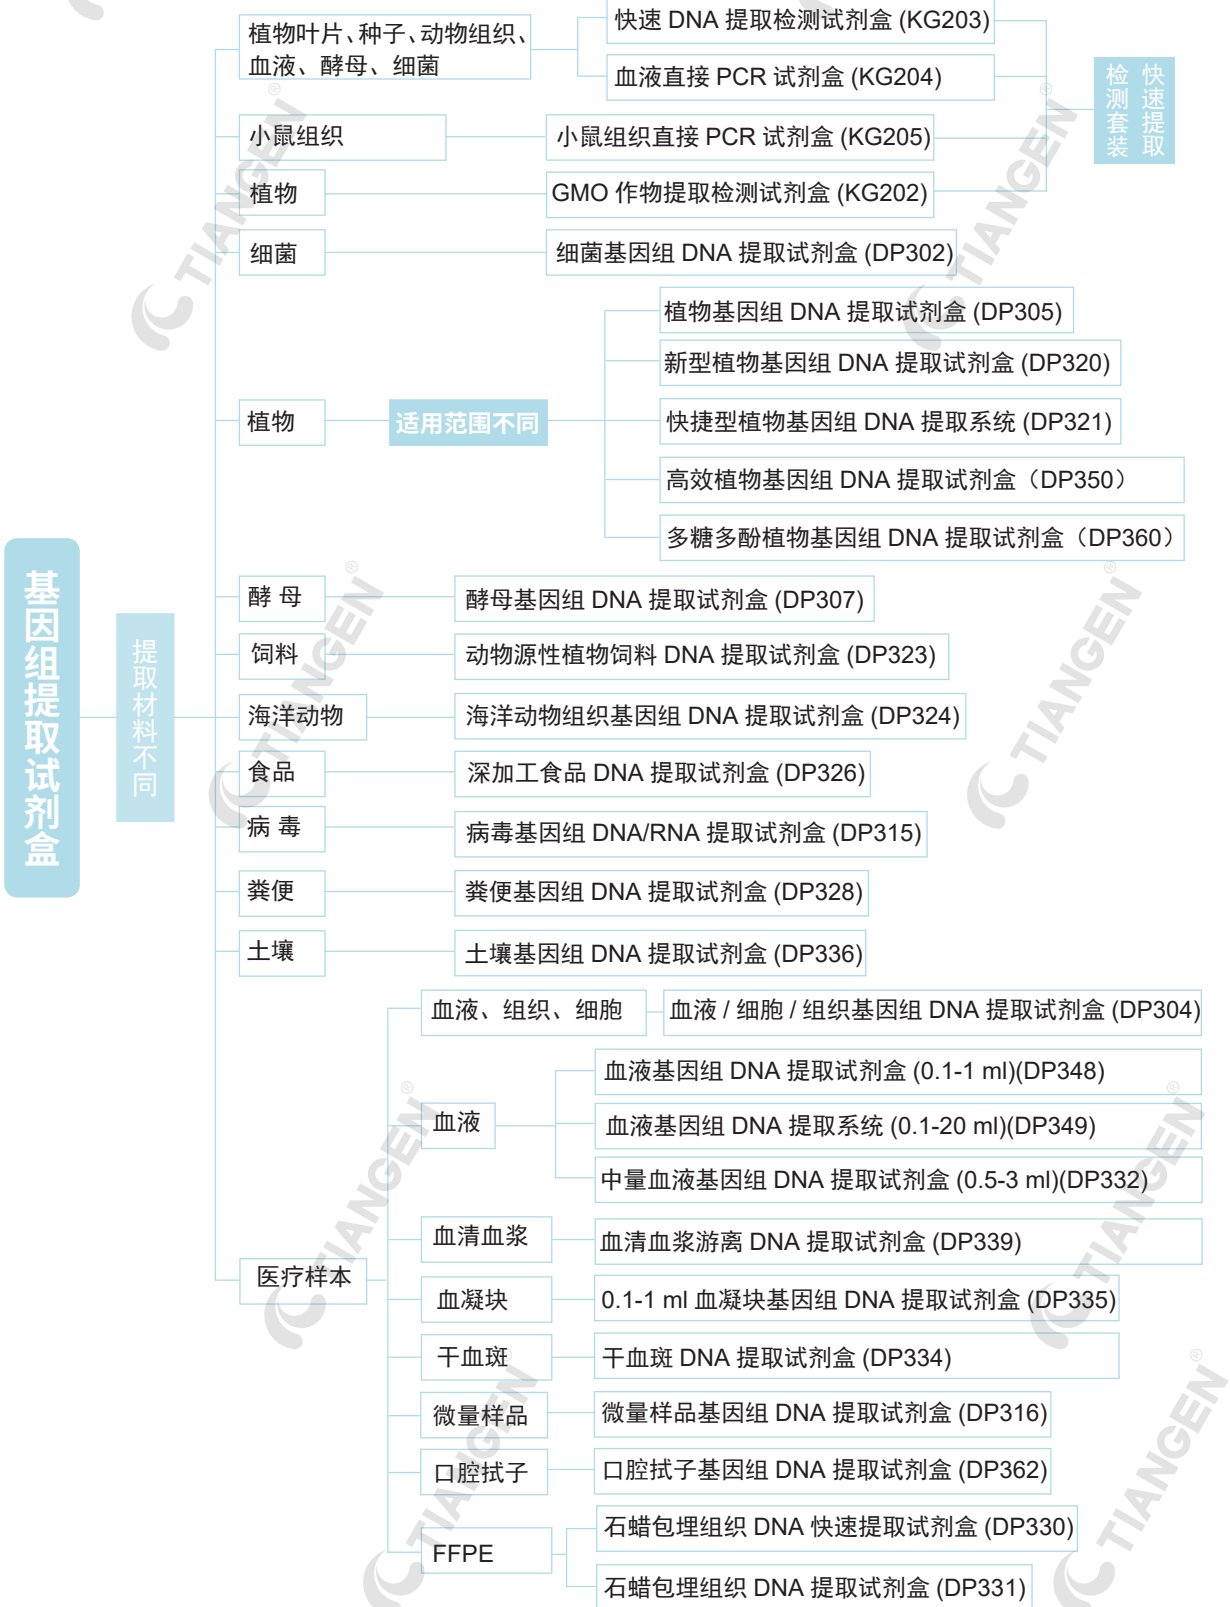 植物叶片、种子、动物组织、
血液、酵母、细菌
快速 DNA 提取检测试剂盒 (KG203)
血液直接 PCR 试剂盒 (KG204)
快速提取
检测套装
小鼠组织
小鼠组织直接 PCR 试剂盒 (KG205)
植物
GMO 作物提取检测试剂盒 (KG202)
细菌
细菌基因组 DNA 提取试剂盒 (DP302)
植物
适用范围不同
植物基因组 DNA 提取试剂盒 (DP305)
新型植物基因组 DNA 提取试剂盒 (DP320)
快捷型植物基因组 DNA 提取系统 (DP321)
高效植物基因组 DNA 提取试剂盒（DP350）
多糖多酚植物基因组 DNA 提取试剂盒（DP360）
基因组提取试剂盒
提取材料不同
酵 母
酵母基因组 DNA 提取试剂盒 (DP307)
饲料
动物源性植物饲料 DNA 提取试剂盒 (DP323)
海洋动物
海洋动物组织基因组 DNA 提取试剂盒 (DP324)
食品
深加工食品 DNA 提取试剂盒 (DP326)
病 毒
病毒基因组 DNA/RNA 提取试剂盒 (DP315)
粪便
粪便基因组 DNA 提取试剂盒 (DP328)
土壤
土壤基因组 DNA 提取试剂盒 (DP336)
医疗样本
血液、组织、细胞
血液 / 细胞 / 组织基因组 DNA 提取试剂盒 (DP304)
血液
血液基因组 DNA 提取试剂盒 (0.1-1 ml)(DP348)
血液基因组 DNA 提取系统 (0.1-20 ml)(DP349)
中量血液基因组 DNA 提取试剂盒 (0.5-3 ml)(DP332)
血清血浆
血清血浆游离 DNA 提取试剂盒 (DP339)
血凝块
0.1-1 ml 血凝块基因组 DNA 提取试剂盒 (DP335)
干血斑
干血斑 DNA 提取试剂盒 (DP334)
微量样品
微量样品基因组 DNA 提取试剂盒 (DP316)
口腔拭子
口腔拭子基因组 DNA 提取试剂盒 (DP362)
FFPE
石蜡包埋组织 DNA 快速提取试剂盒 (DP330)
石蜡包埋组织 DNA 提取试剂盒 (DP331)
TIANGEN®
TIANGEN®
TIANGEN®
TIANGEN®
TIANGEN®
TIANGEN®
TIANGEN
TIANGEN®